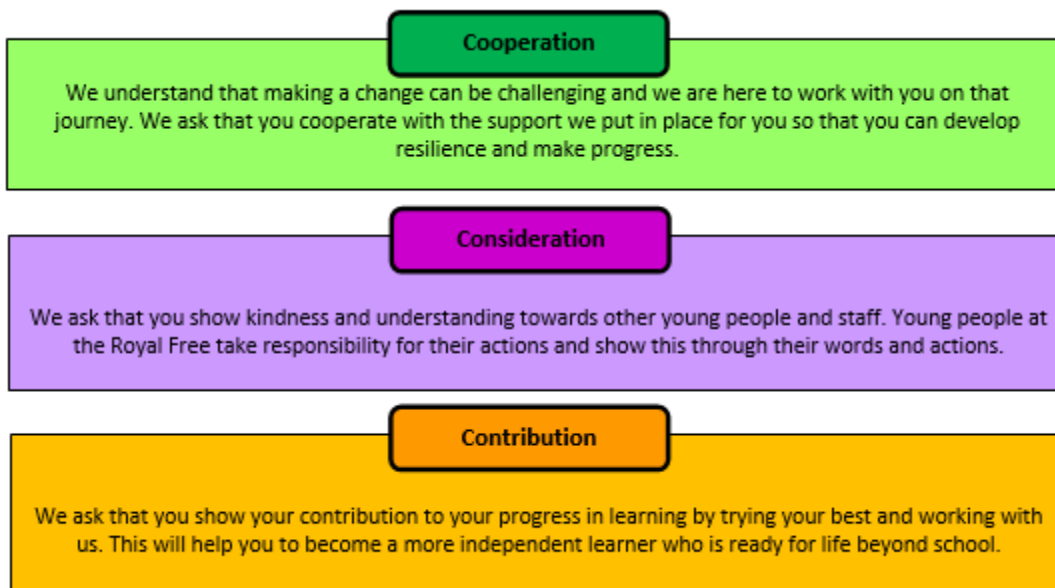 Cooperation
We understand that making a change can be challenging and we are here to work with you on that
journey. We ask that you cooperate with the support we put in place for you so that you can develop
resilience and make progress.
Consideration
We ask that you show kindness and understanding towards other young people and staff. Young people at
the Royal Free take responsibility for their actions and show this through their words and actions.
Contribution
We ask that you show your contribution to your progress in learning by trying your best and working with
us. This will help you to become a more independent learner who is ready for life beyond school.